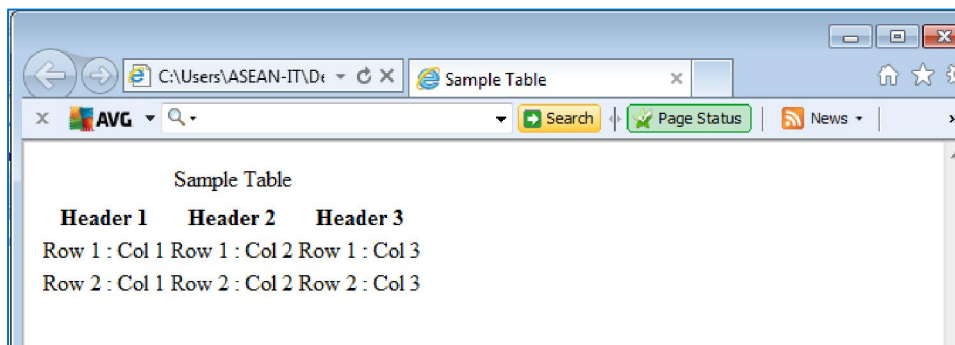 C:\Users\ASEAN-IT\De
Sample Table
AVG Search Page Status News
Sample Table
Header 1 Header 2 Header 3
Row 1 : Col 1 Row 1 : Col 2 Row 1 : Col 3
Row 2 : Col 1 Row 2 : Col 2 Row 2 : Col 3